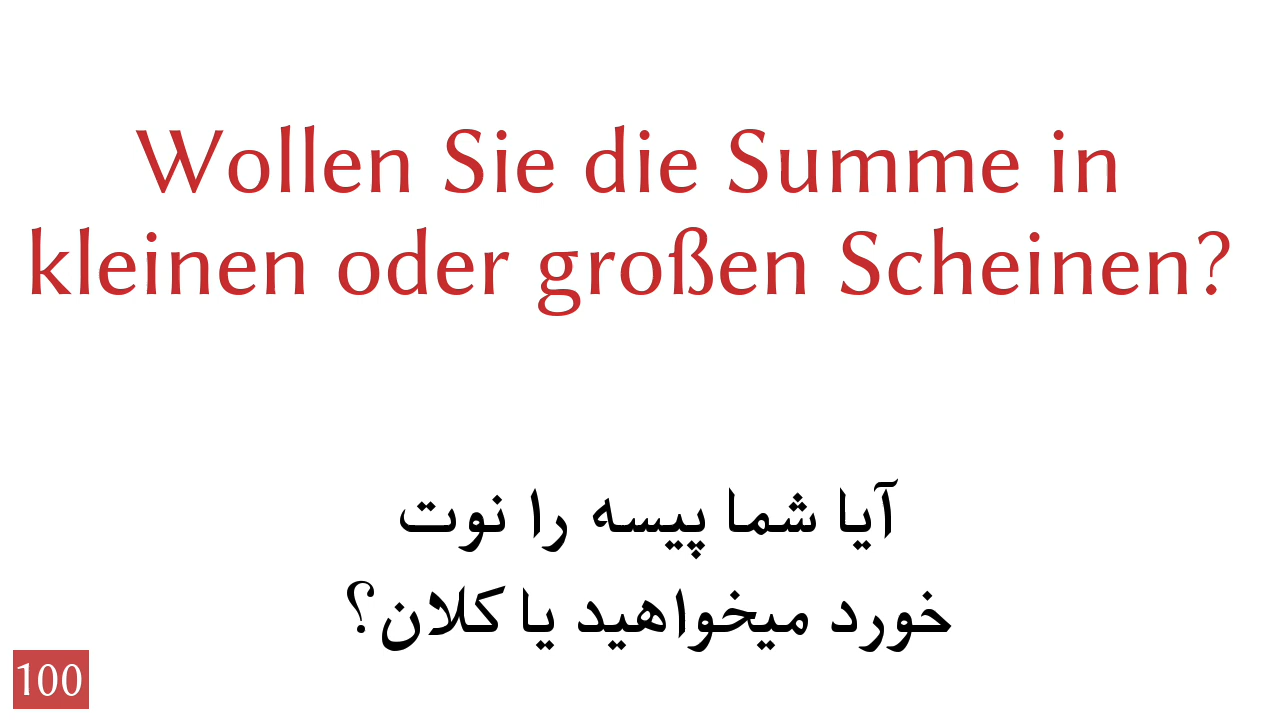 Wollen Sie die Summe in
kleinen oder großen Scheinen?
آیا شما پیسه را نوت
خورد میخواهید یا کلان؟
100